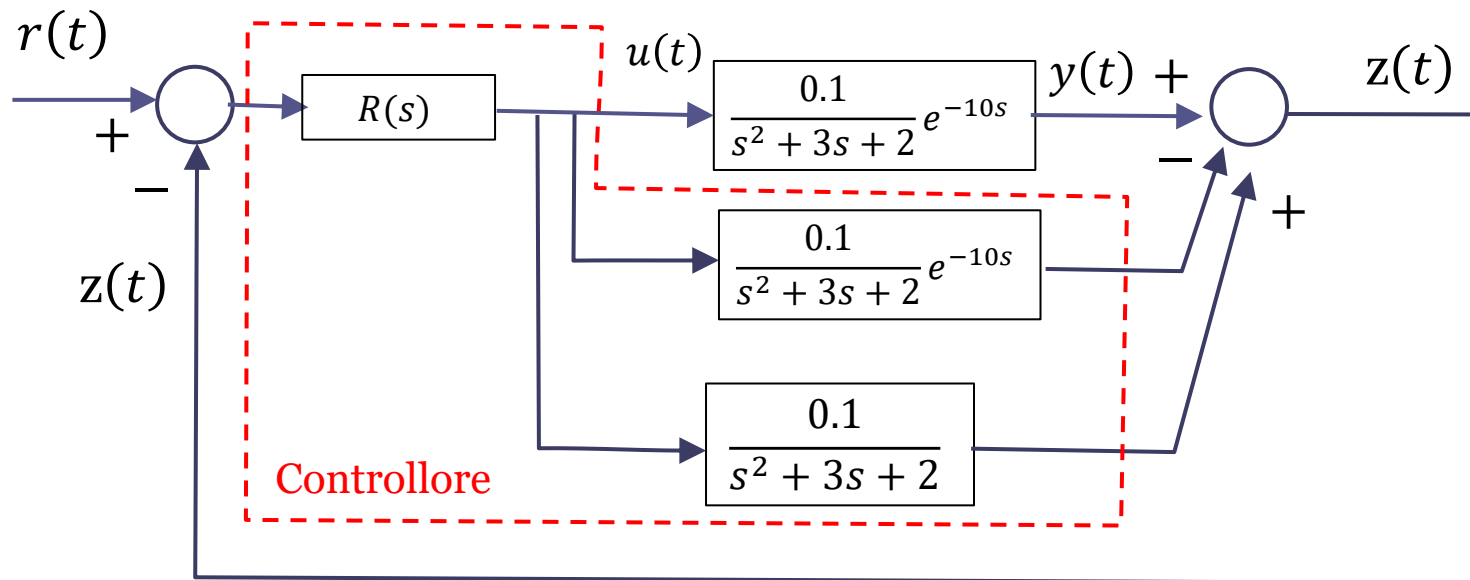 r(t)
+
−
R(s)
u(t)
0.1
s² + 3s + 2
e⁻¹⁰ˢ
y(t) +
z(t)
−
+
0.1
s² + 3s + 2
e⁻¹⁰ˢ
z(t)
0.1
s² + 3s + 2
Controllore